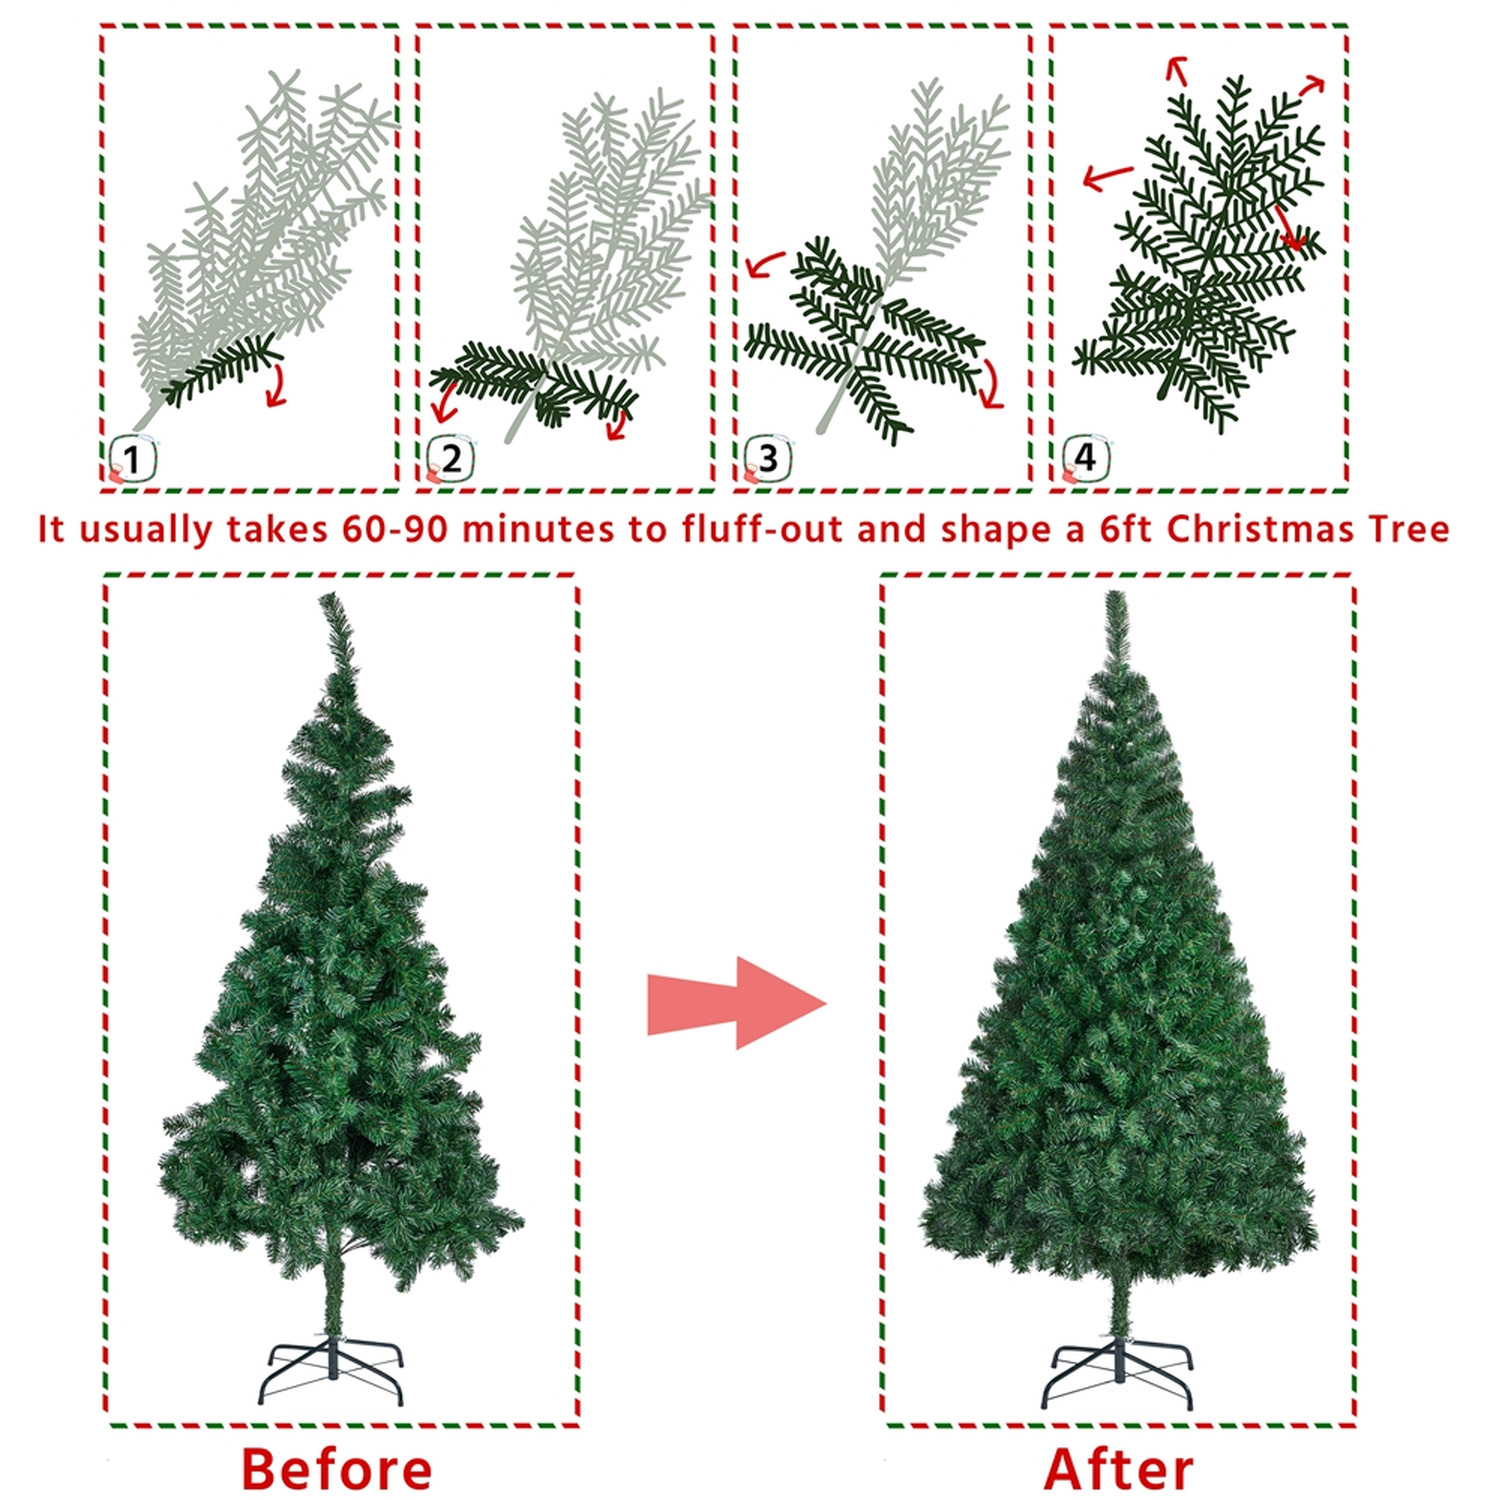 1
2
3
4
It usually takes 60-90 minutes to fluff-out and shape a 6ft Christmas Tree
Before
After